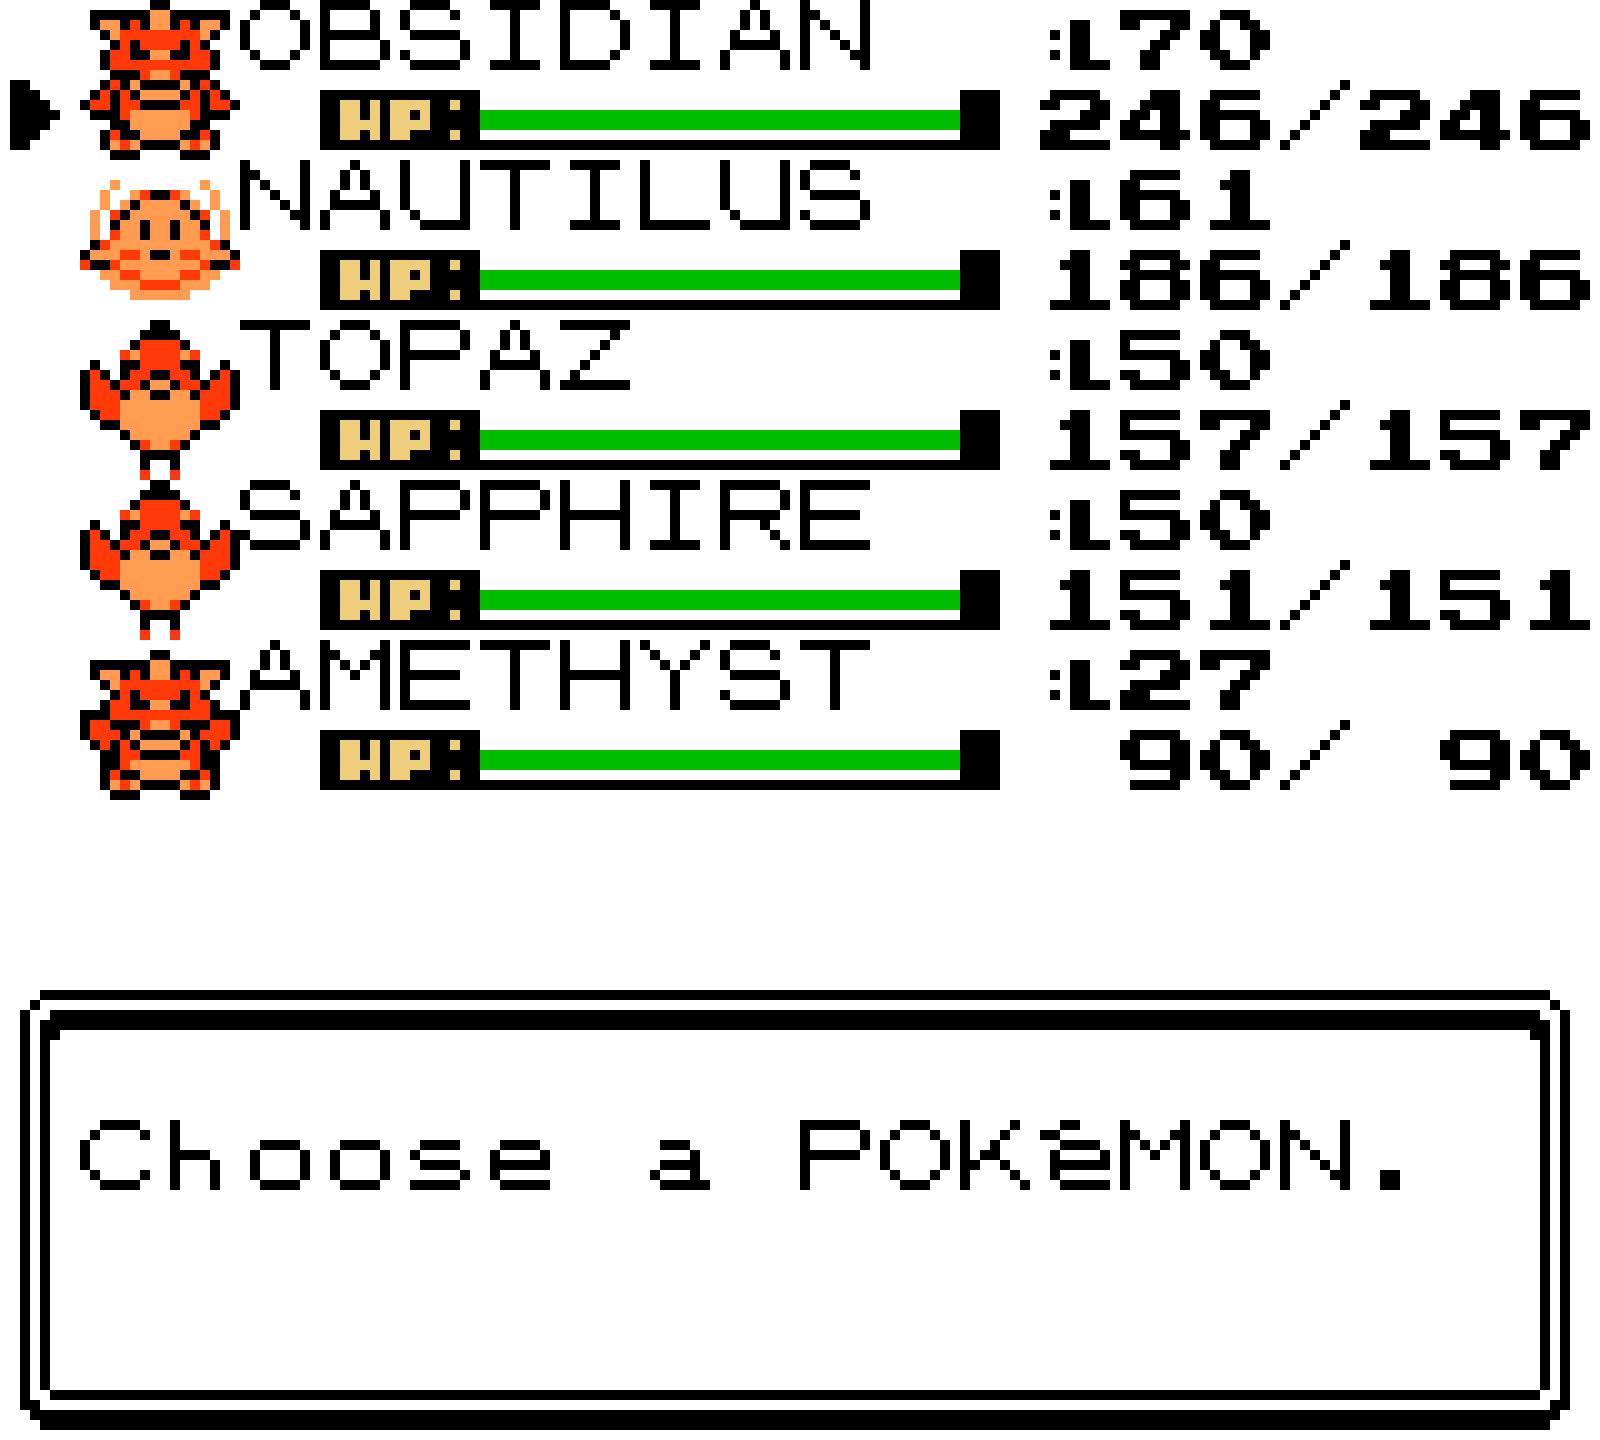 OBSIDIAN :L70
HP: 246/246
NAUTILUS :L61
HP: 186/186
TOPAZ :L50
HP: 157/157
SAPPHIRE :L50
HP: 151/151
AMETHYST :L27
HP: 90/ 90
Choose a POKéMON.